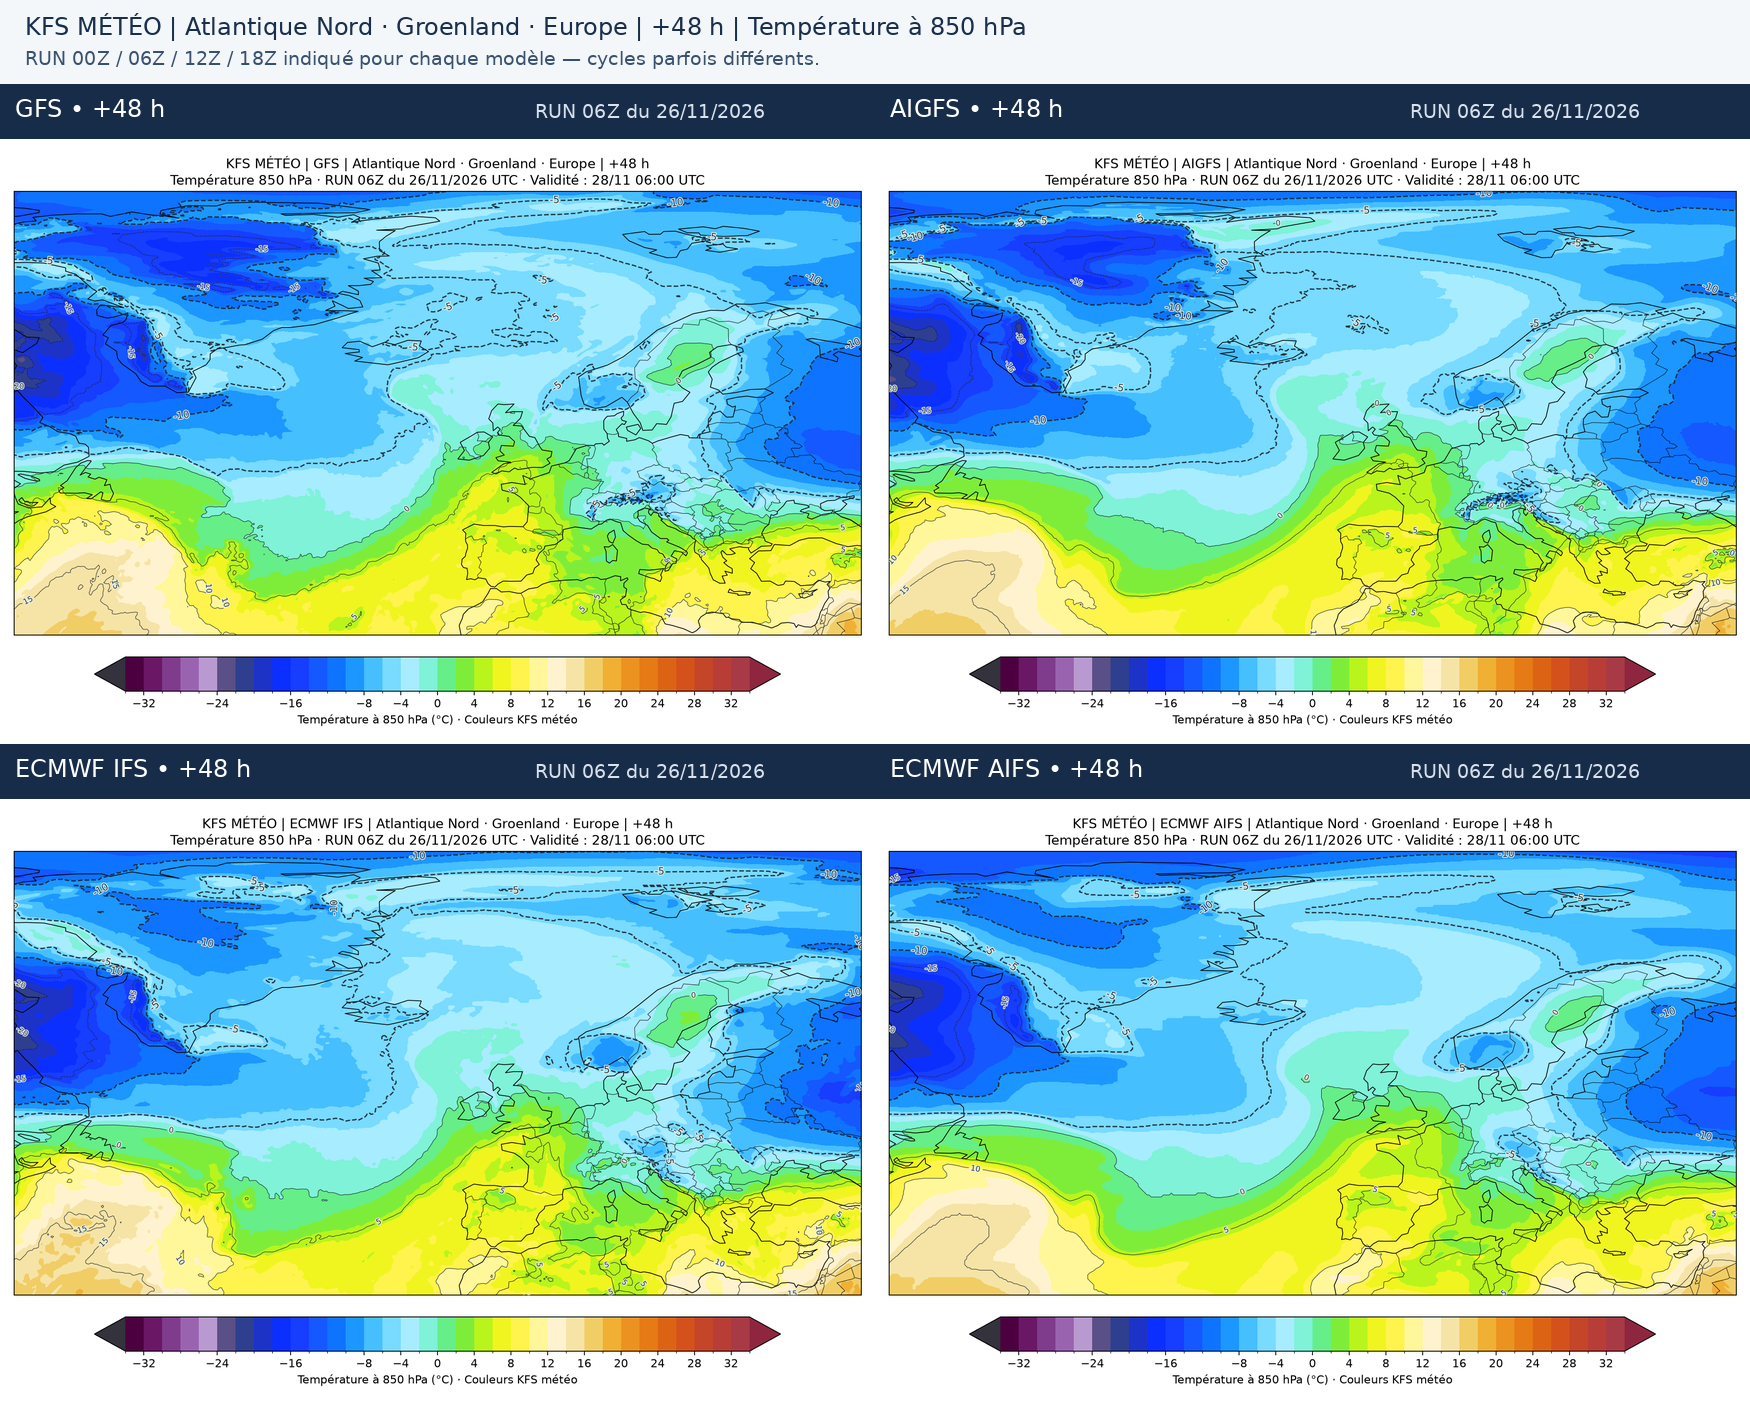 KFS MÉTÉO | Atlantique Nord · Groenland · Europe | +48 h | Température à 850 hPa
RUN 00Z / 06Z / 12Z / 18Z indiqué pour chaque modèle — cycles parfois différents.
GFS • +48 h
RUN 06Z du 26/11/2026
AIGFS • +48 h
RUN 06Z du 26/11/2026
KFS MÉTÉO | GFS | Atlantique Nord · Groenland · Europe | +48 h
Température 850 hPa · RUN 06Z du 26/11/2026 UTC · Validité : 28/11 06:00 UTC
KFS MÉTÉO | AIGFS | Atlantique Nord · Groenland · Europe | +48 h
Température 850 hPa · RUN 06Z du 26/11/2026 UTC · Validité : 28/11 06:00 UTC
−32 −24 −16 −8 −4 0 4 8 12 16 20 24 28 32
Température à 850 hPa (°C) · Couleurs KFS météo
−32 −24 −16 −8 −4 0 4 8 12 16 20 24 28 32
Température à 850 hPa (°C) · Couleurs KFS météo
ECMWF IFS • +48 h
RUN 06Z du 26/11/2026
ECMWF AIFS • +48 h
RUN 06Z du 26/11/2026
KFS MÉTÉO | ECMWF IFS | Atlantique Nord · Groenland · Europe | +48 h
Température 850 hPa · RUN 06Z du 26/11/2026 UTC · Validité : 28/11 06:00 UTC
KFS MÉTÉO | ECMWF AIFS | Atlantique Nord · Groenland · Europe | +48 h
Température 850 hPa · RUN 06Z du 26/11/2026 UTC · Validité : 28/11 06:00 UTC
−32 −24 −16 −8 −4 0 4 8 12 16 20 24 28 32
Température à 850 hPa (°C) · Couleurs KFS météo
−32 −24 −16 −8 −4 0 4 8 12 16 20 24 28 32
Température à 850 hPa (°C) · Couleurs KFS météo